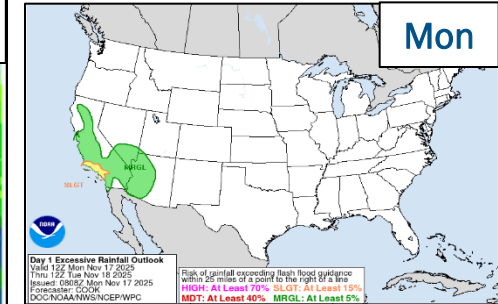 Mon
MRGL
SLGT
NOAA
Day 1 Excessive Rainfall Outlook
Valid 12Z Mon Nov 17 2025
Thru 12Z Tue Nov 18 2025
Issued: 0808Z Mon Nov 17 2025
Forecaster: COOK
DOC/NOAA/NWS/NCEP/WPC
Risk of rainfall exceeding flash flood guidance
within 25 miles of a point to the right of a line
HIGH: At Least 70% SLGT: At Least 15%
MDT: At Least 40% MRGL: At Least 5%